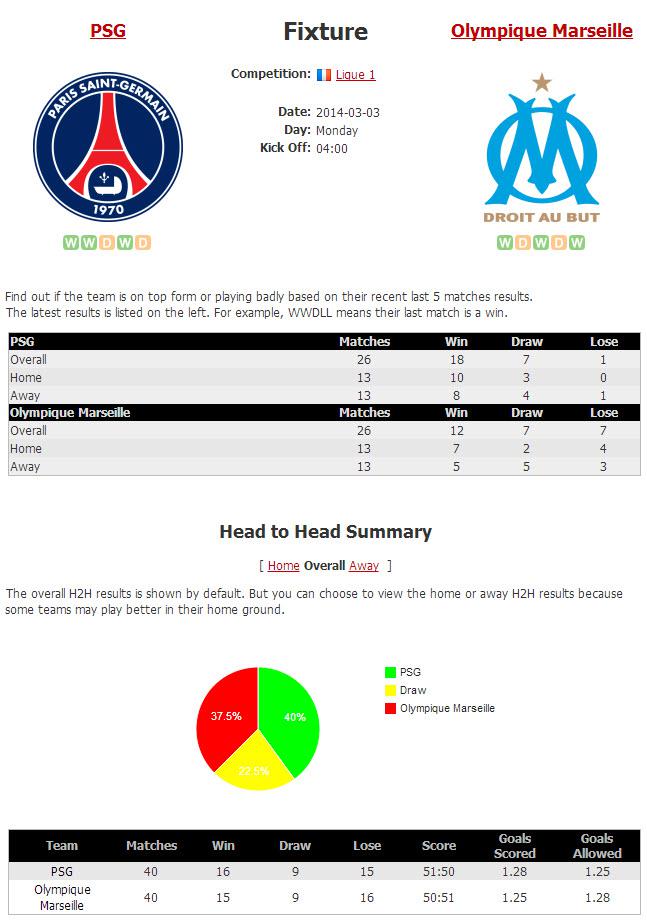 PSG
Fixture
Olympique Marseille
Competition: Ligue 1
Date: 2014-03-03
Day: Monday
Kick Off: 04:00
PARIS SAINT-GERMAIN
1970
DROIT AU BUT
W W D W D
W D W D W
Find out if the team is on top form or playing badly based on their recent last 5 matches results.
The latest results is listed on the left. For example, WWDLL means their last match is a win.
PSG Matches Win Draw Lose
Overall 26 18 7 1
Home 13 10 3 0
Away 13 8 4 1
Olympique Marseille Matches Win Draw Lose
Overall 26 12 7 7
Home 13 7 2 4
Away 13 5 5 3
Head to Head Summary
[ Home Overall Away ]
The overall H2H results is shown by default. But you can choose to view the home or away H2H results because
some teams may play better in their home ground.
PSG
Draw
Olympique Marseille
37.5%
40%
22.5%
Team Matches Win Draw Lose Score Goals Scored Goals Allowed
PSG 40 16 9 15 51:50 1.28 1.25
Olympique Marseille 40 15 9 16 50:51 1.25 1.28